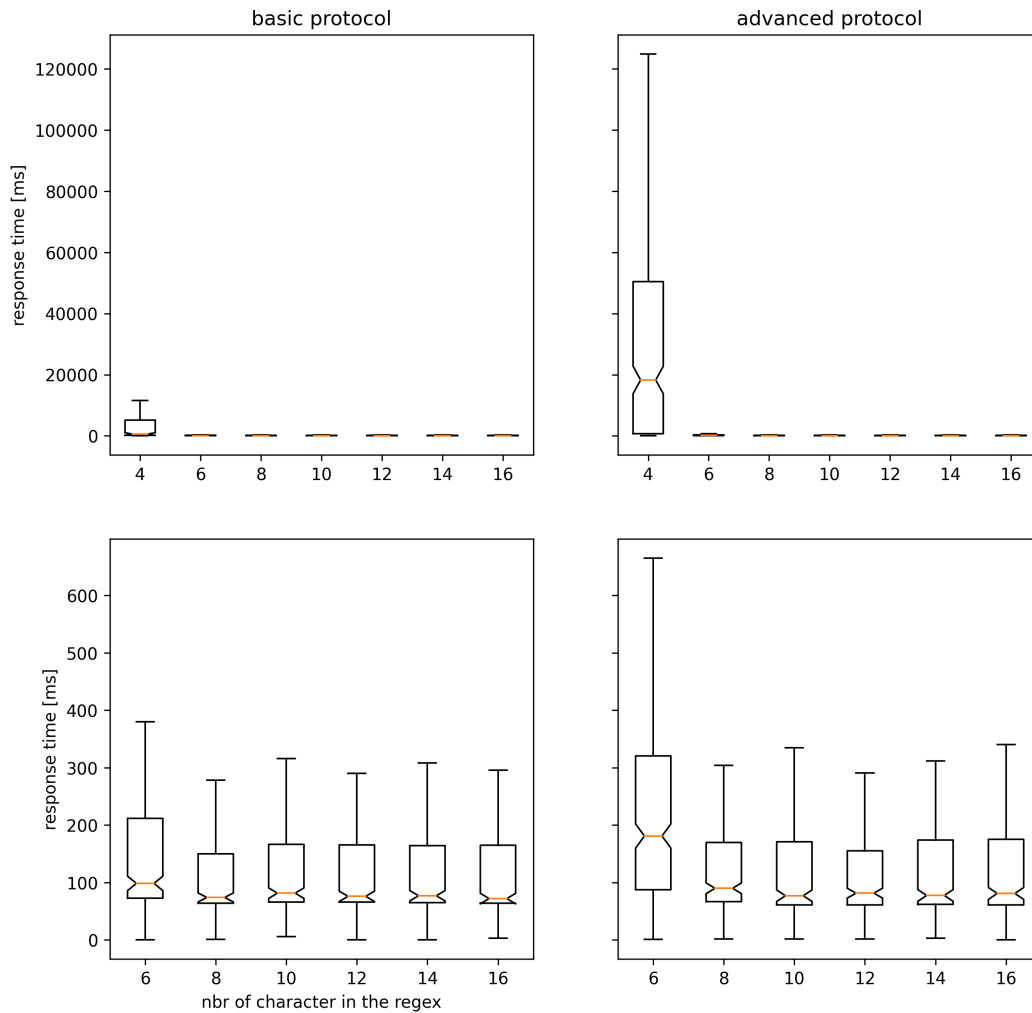 basic protocol
advanced protocol
response time [ms]
120000
100000
80000
60000
40000
20000
0
4 6 8 10 12 14 16
4 6 8 10 12 14 16
response time [ms]
600
500
400
300
200
100
0
6 8 10 12 14 16
6 8 10 12 14 16
nbr of character in the regex